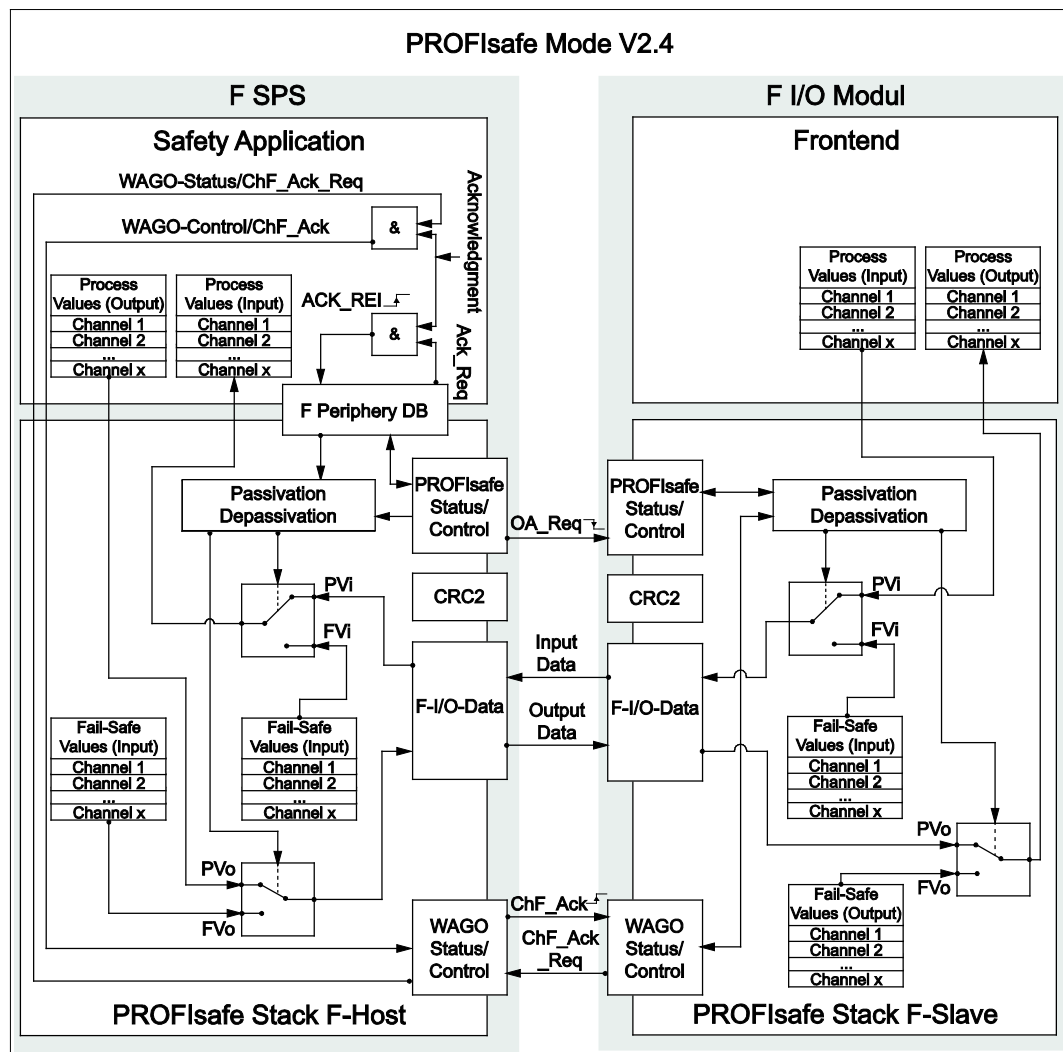 PROFIsafe Mode V2.4
F SPS
Safety Application
WAGO-Status/ChF_Ack_Req
WAGO-Control/ChF_Ack
&
Acknowledgment
Process
Values (Output)
Channel 1
Channel 2
...
Channel x
Process
Values (Input)
Channel 1
Channel 2
...
Channel x
ACK_REI
&
Ack_Req
F Periphery DB
Passivation
Depassivation
PROFIsafe
Status/
Control
OA_Req
CRC2
PVi
FVi
F-I/O-Data
Input
Data
Output
Data
Fail-Safe
Values (Input)
Channel 1
Channel 2
...
Channel x
Fail-Safe
Values (Input)
Channel 1
Channel 2
...
Channel x
PVo
FVo
WAGO
Status/
Control
ChF_Ack
ChF_Ack
_Req
PROFIsafe Stack F-Host
F I/O Modul
Frontend
Process
Values (Input)
Channel 1
Channel 2
...
Channel x
Process
Values (Output)
Channel 1
Channel 2
...
Channel x
PROFIsafe
Status/
Control
Passivation
Depassivation
CRC2
PVi
FVi
F-I/O-Data
Fail-Safe
Values (Input)
Channel 1
Channel 2
...
Channel x
PVo
FVo
Fail-Safe
Values (Output)
Channel 1
Channel 2
...
Channel x
WAGO
Status/
Control
PROFIsafe Stack F-Slave